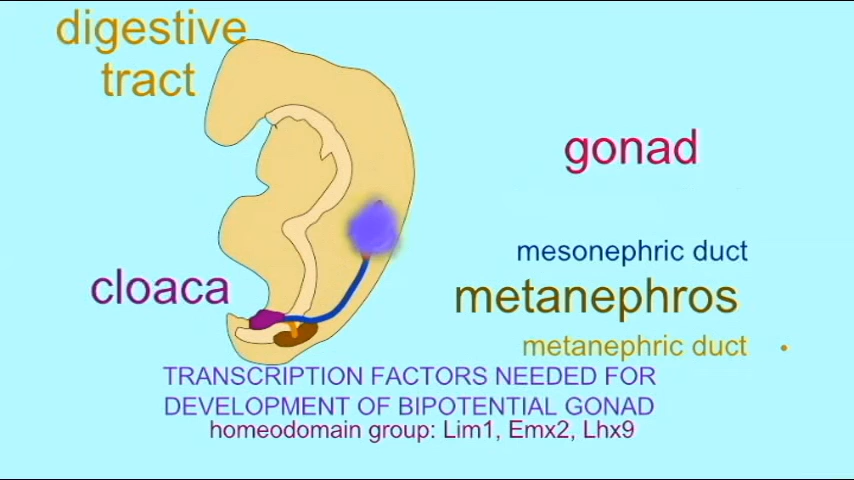 digestive
tract
gonad
mesonephric duct
cloaca
metanephros
metanephric duct
TRANSCRIPTION FACTORS NEEDED FOR
DEVELOPMENT OF BIPOTENTIAL GONAD
homeodomain group: Lim1, Emx2, Lhx9